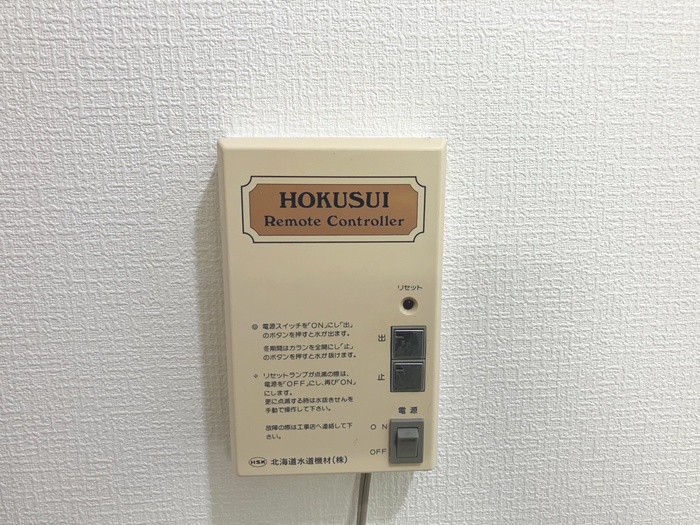 HOKUSUI
Remote Controller
リセット
● 電源スイッチを「ON」にし「出」
のボタンを押すと水が出ます。
冬期間はカランを全開にし「止」
のボタンを押すと水が抜けます。
● リセットランプが点滅の際は、
電源を「OFF」にし、再び「ON」
にします。
更に点滅する時は水抜きせんを
手動で操作して下さい。
故障の際は工事店へ連絡して下
さい。
出
止
電源
ON
OFF
HSK 北海道水道機材(株)